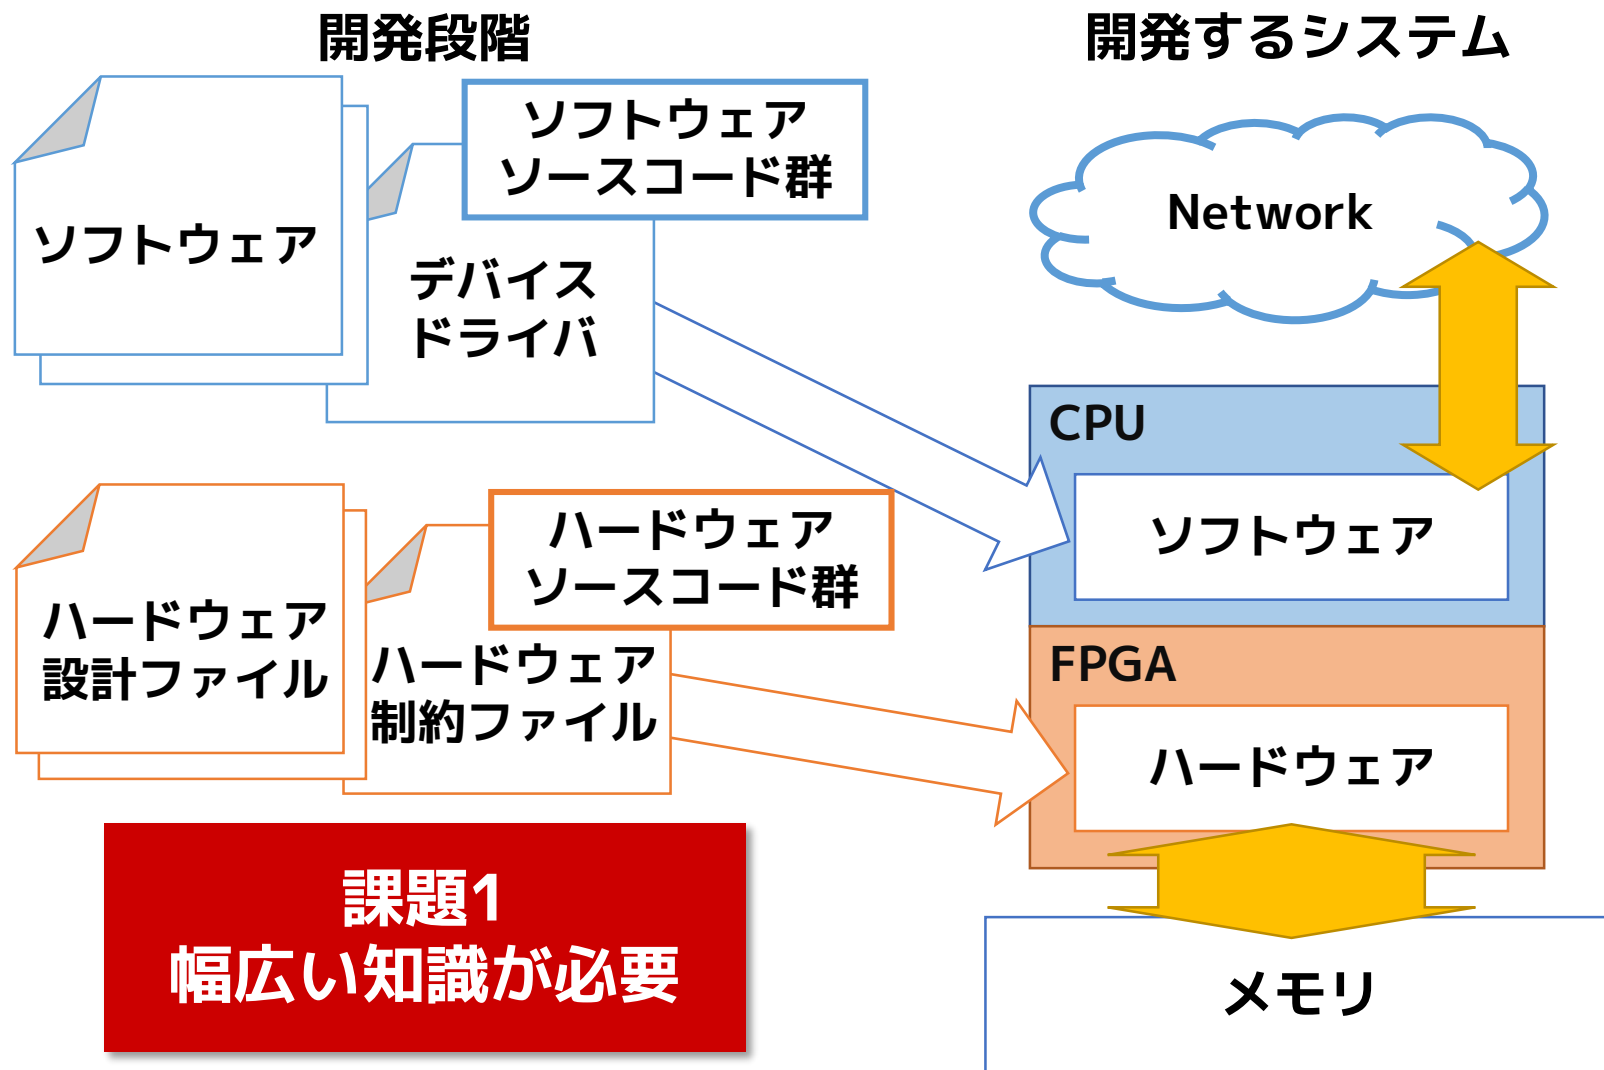 開発段階
開発するシステム
ソフトウェア
ソースコード群
ソフトウェア
デバイス
ドライバ
Network
CPU
ソフトウェア
ハードウェア
ソースコード群
ハードウェア
設計ファイル
ハードウェア
制約ファイル
FPGA
ハードウェア
課題1
幅広い知識が必要
メモリ